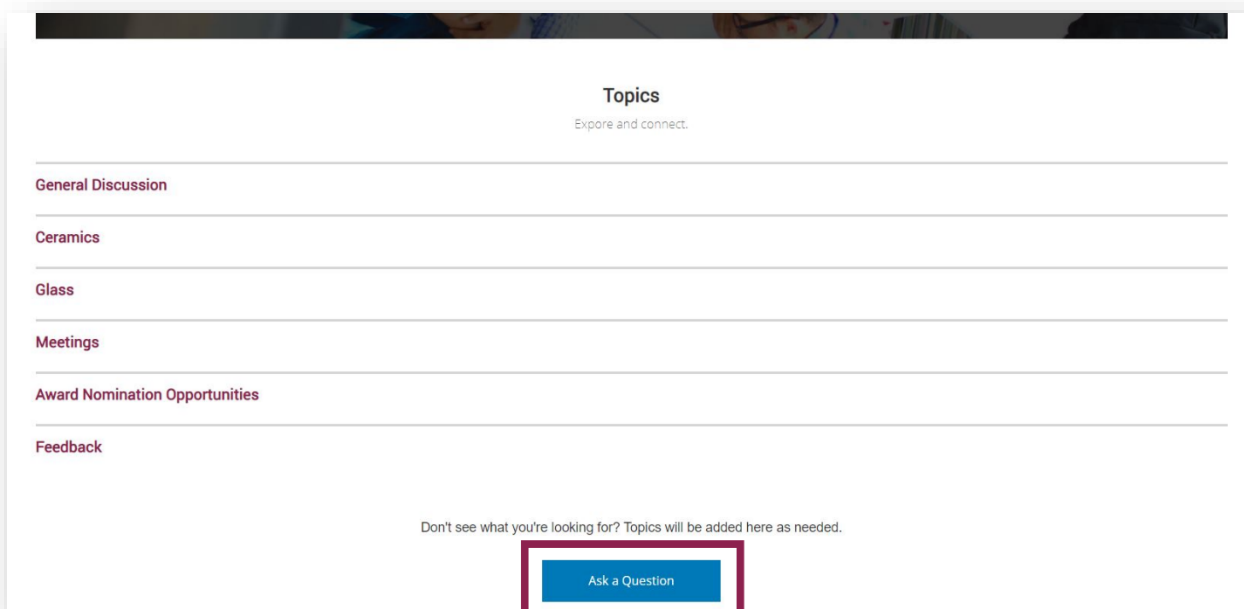 Topics
Expore and connect.
General Discussion
Ceramics
Glass
Meetings
Award Nomination Opportunities
Feedback
Don't see what you're looking for? Topics will be added here as needed.
Ask a Question